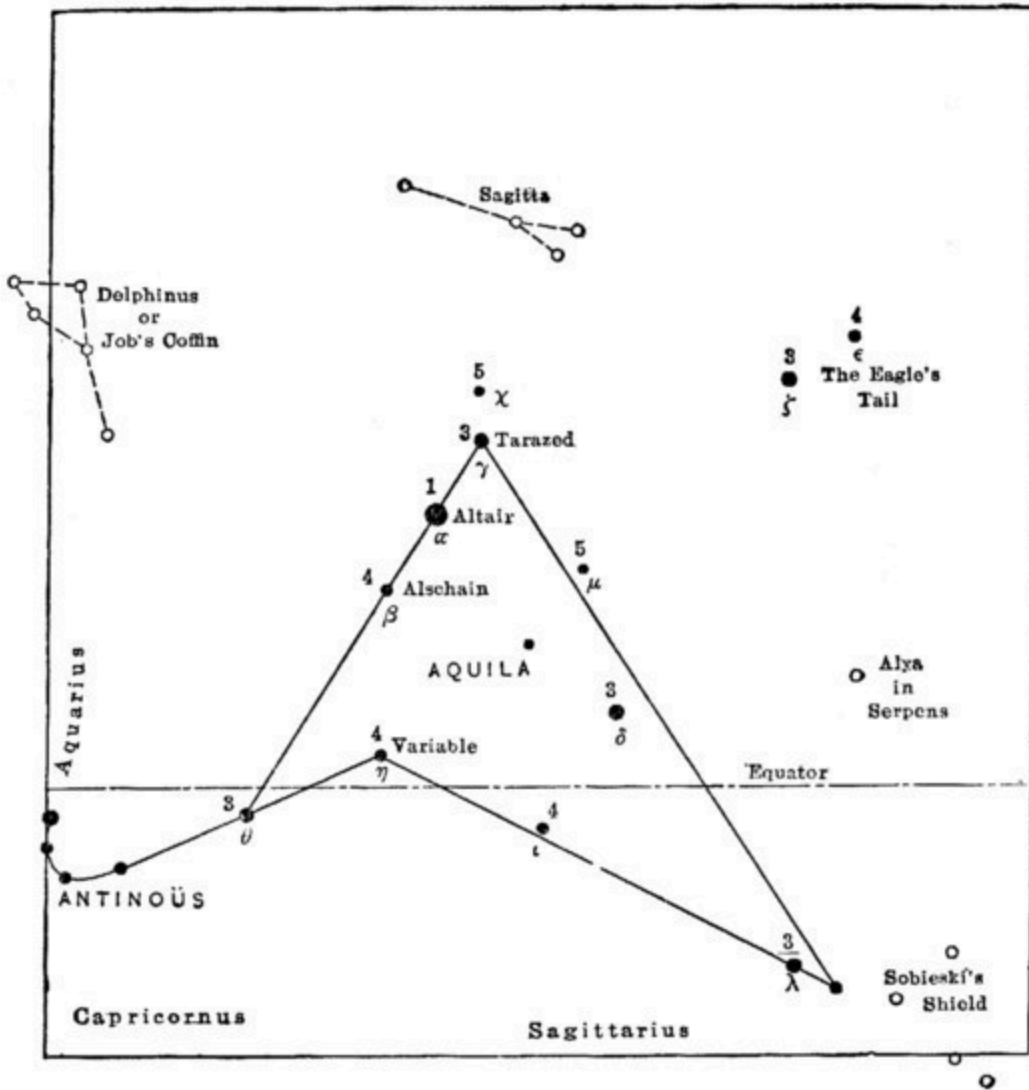 Sagitta
Delphinus
or
Job's Coffin
4
ϵ
3
ζ
The Eagle's
Tail
5
χ
3 Tarazed
γ
1
Altair
α
5
μ
4 Alschain
β
AQUILA
Alya
in
Serpens
3
δ
Aquarius
4 Variable
η
Equator
3
θ
4
ι
ANTINOÜS
3
λ
Sobieski's
Shield
Capricornus
Sagittarius